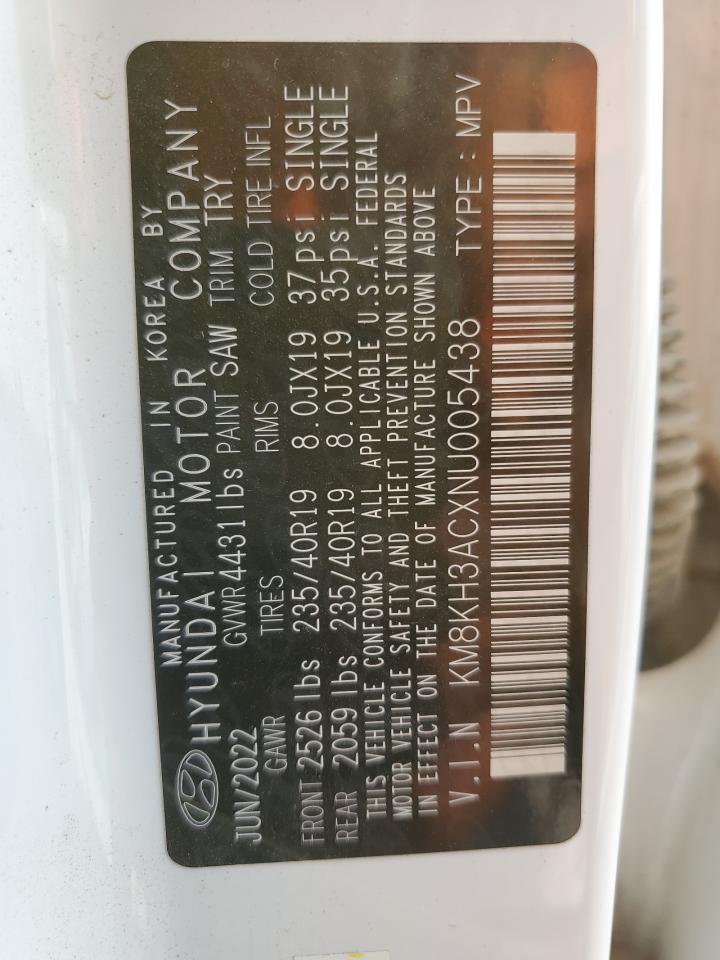 MANUFACTURED IN KOREA BY
HYUNDAI MOTOR COMPANY
JUN/2022 GVWR 4431lbs PAINT SAW TRIM TRY
GAWR TIRES RIMS COLD TIRE INFL
FRONT 2526 lbs 235/40R19 8.0JX19 37psi SINGLE
REAR 2059 lbs 235/40R19 8.0JX19 35psi SINGLE
THIS VEHICLE CONFORMS TO ALL APPLICABLE U.S.A. FEDERAL
MOTOR VEHICLE SAFETY AND THEFT PREVENTION STANDARDS
IN EFFECT ON THE DATE OF MANUFACTURE SHOWN ABOVE
V.I.N KM8KH3ACXNU005438 TYPE : MPV